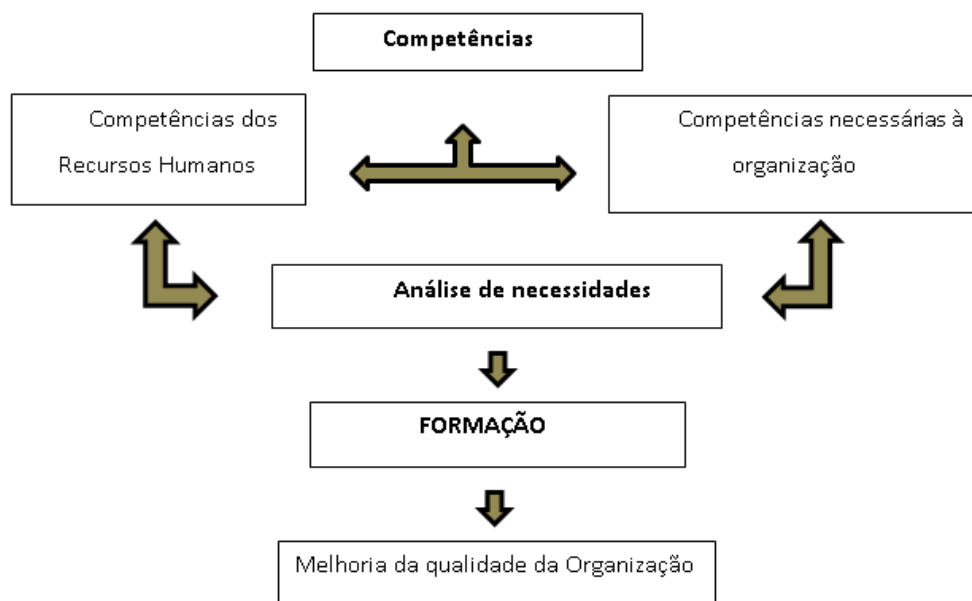 Competências
Competências dos
Recursos Humanos
Competências necessárias à
organização
Análise de necessidades
FORMAÇÃO
Melhoria da qualidade da Organização